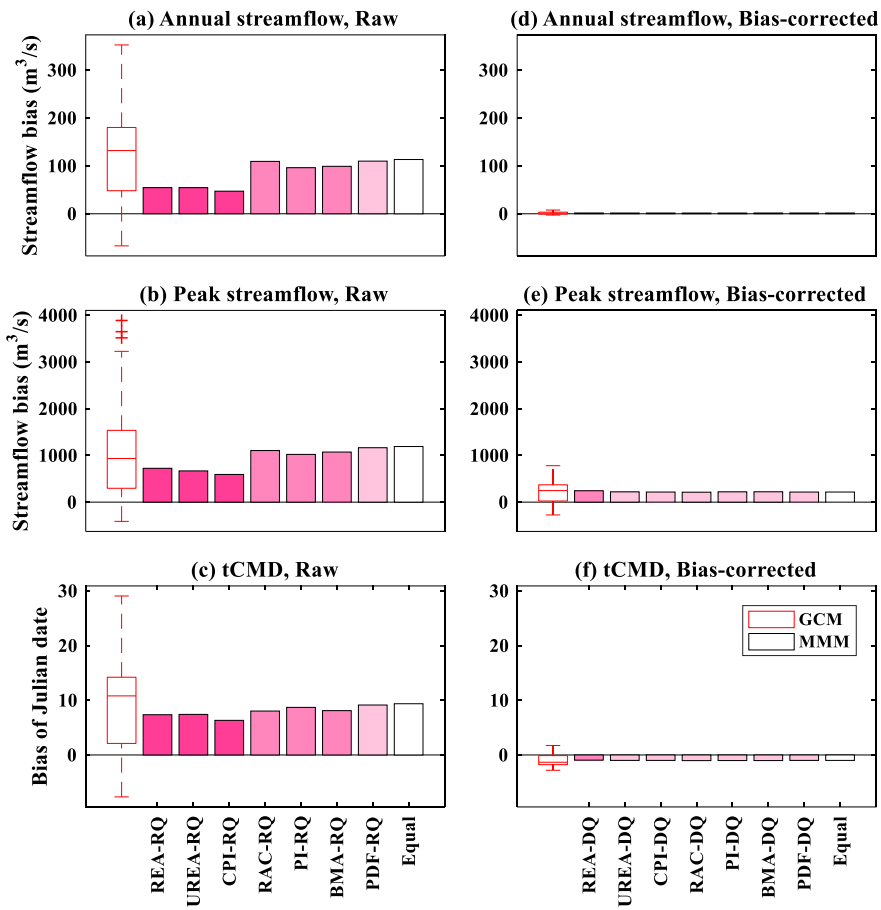 (a) Annual streamflow, Raw
Streamflow bias (m³/s)
300
200
100
0
(d) Annual streamflow, Bias-corrected
300
200
100
0
(b) Peak streamflow, Raw
Streamflow bias (m³/s)
4000
3000
2000
1000
0
(e) Peak streamflow, Bias-corrected
4000
3000
2000
1000
0
(c) tCMD, Raw
Bias of Julian date
30
20
10
0
REA-RQ
UREA-RQ
CPI-RQ
RAC-RQ
PI-RQ
BMA-RQ
PDF-RQ
Equal
(f) tCMD, Bias-corrected
30
20
10
0
GCM
MMM
REA-DQ
UREA-DQ
CPI-DQ
RAC-DQ
PI-DQ
BMA-DQ
PDF-DQ
Equal